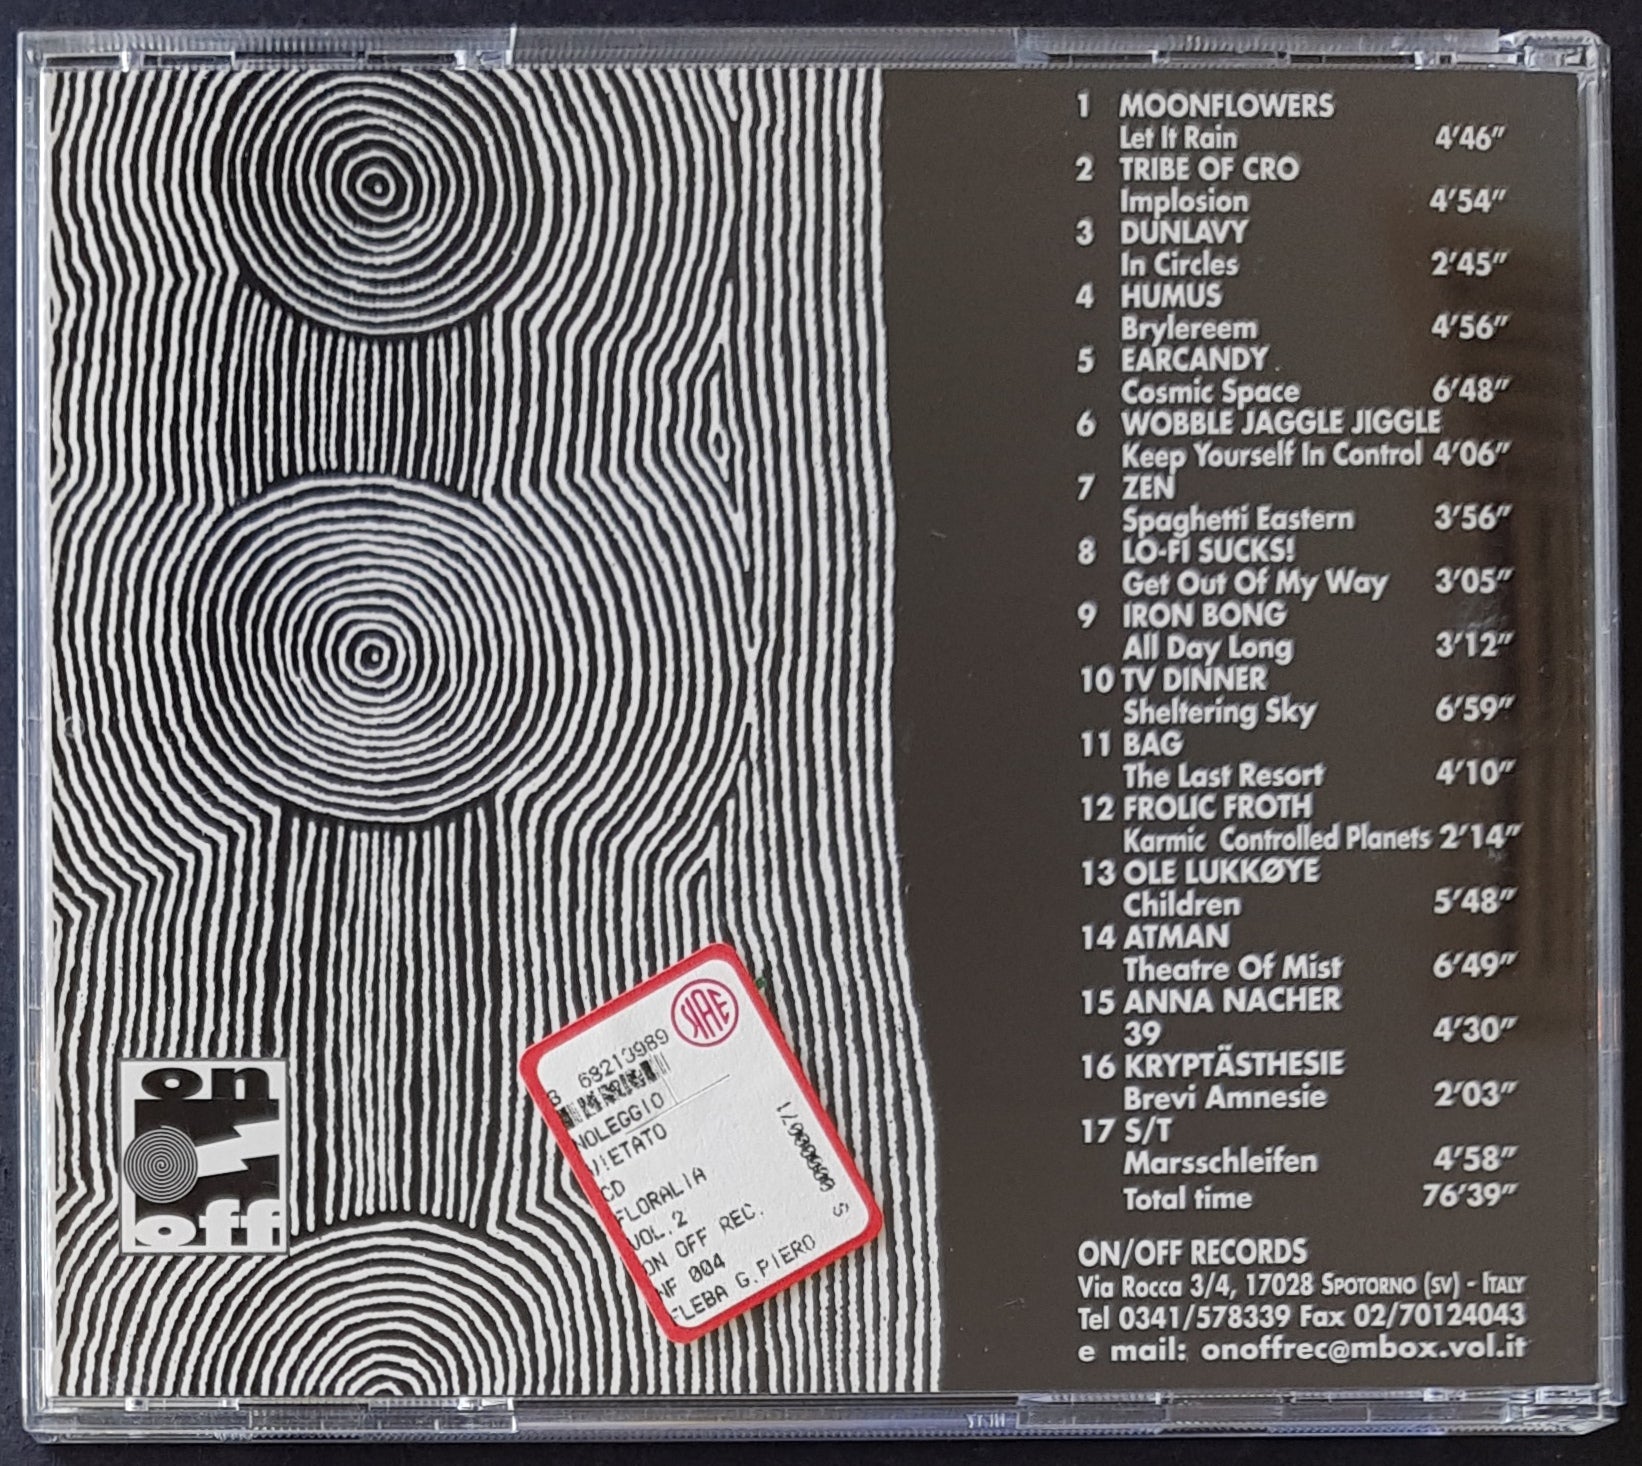 1 MOONFLOWERS
Let It Rain 4'46"
2 TRIBE OF CRO
Implosion 4'54"
3 DUNLAVY
In Circles 2'45"
4 HUMUS
Brylereem 4'56"
5 EARCANDY
Cosmic Space 6'48"
6 WOBBLE JAGGLE JIGGLE
Keep Yourself In Control 4'06"
7 ZEN
Spaghetti Eastern 3'56"
8 LO-FI SUCKS!
Get Out Of My Way 3'05"
9 IRON BONG
All Day Long 3'12"
10 TV DINNER
Sheltering Sky 6'59"
11 BAG
The Last Resort 4'10"
12 FROLIC FROTH
Karmic Controlled Planets 2'14"
13 OLE LUKKØYE
Children 5'48"
14 ATMAN
Theatre Of Mist 6'49"
15 ANNA NACHER
39 4'30"
16 KRYPTÄSTHESIE
Brevi Amnesie 2'03"
17 S/T
Marsschleifen 4'58"
Total time 76'39"
ON/OFF RECORDS
Via Rocca 3/4, 17028 SPOTORNO (SV) - ITALY
Tel 0341/578339 Fax 02/70124043
e mail: onoffrec@mbox.vol.it
on
off
NOLEGGIO
VIETATO
CD
FLORALIA
VOL.2
ON OFF REC.
NF 004
FLEBA G.PIERO